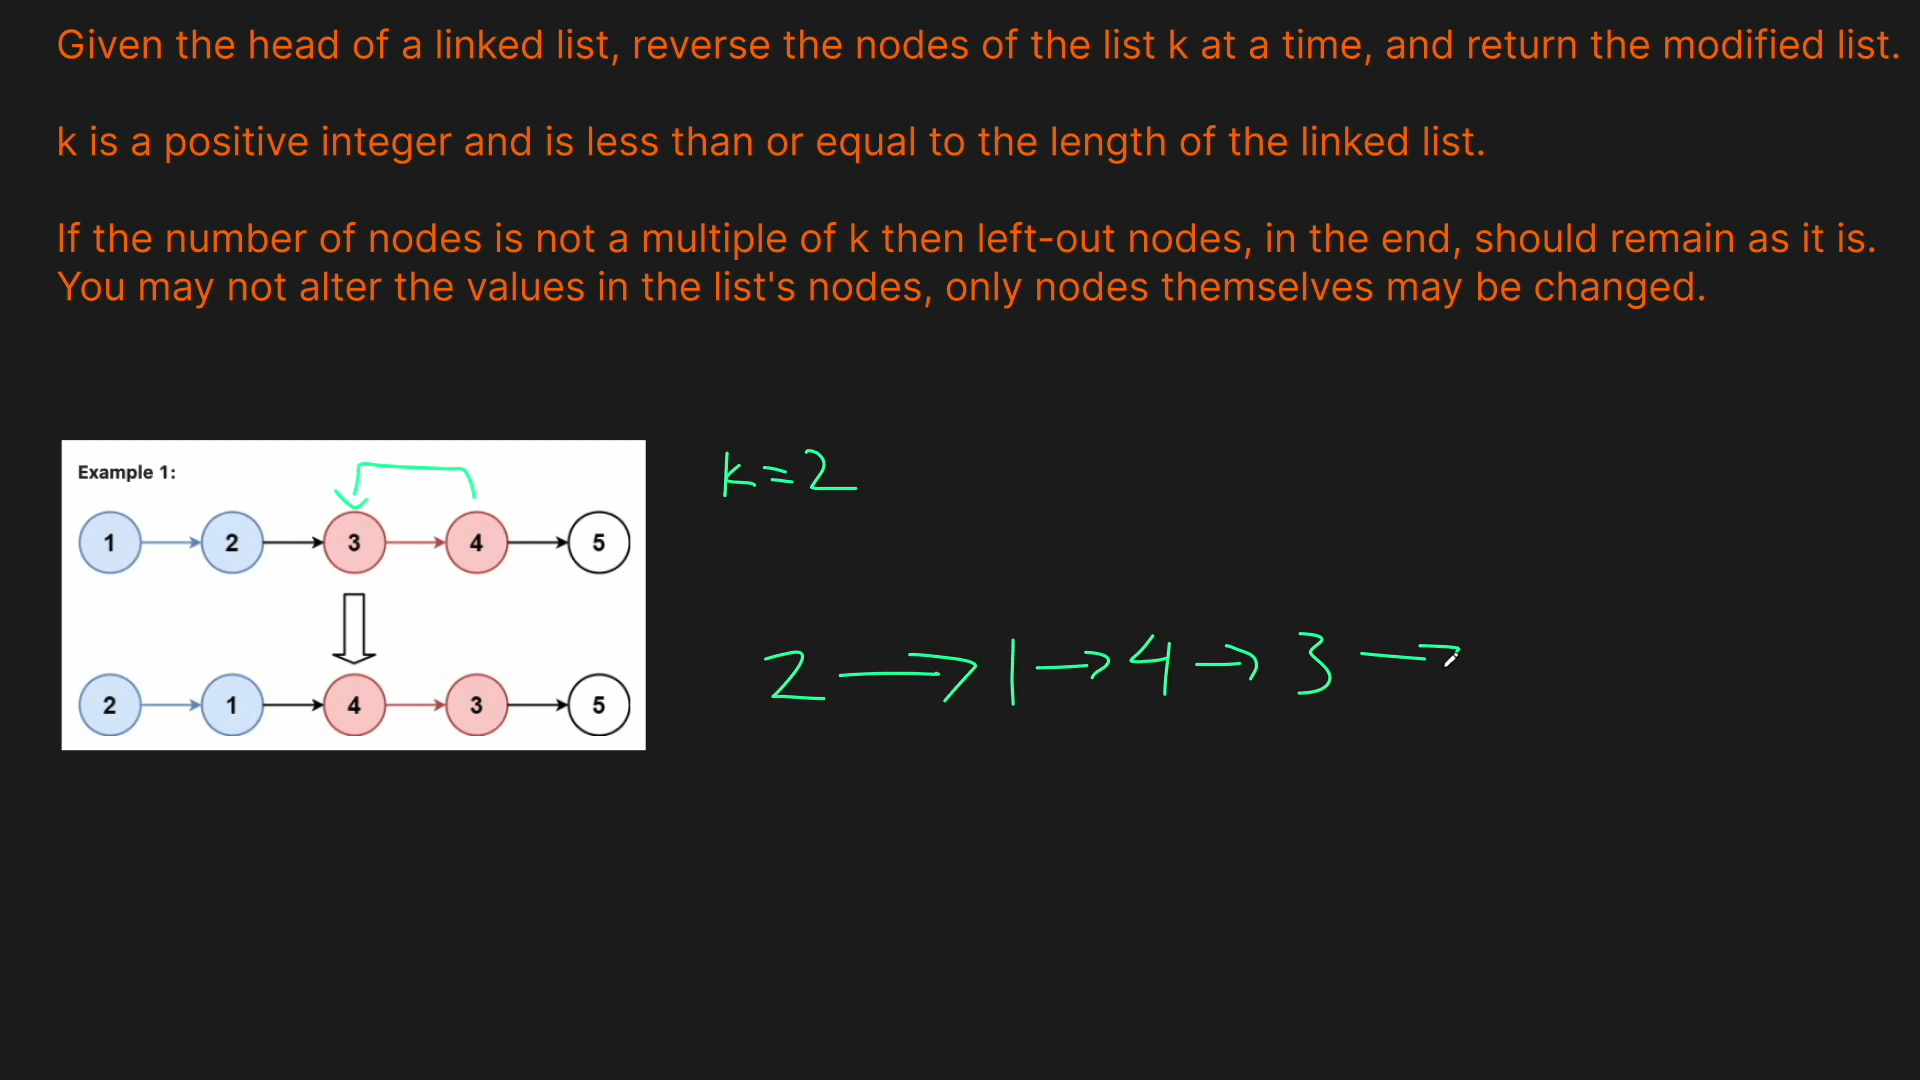 Given the head of a linked list, reverse the nodes of the list k at a time, and return the modified list.
k is a positive integer and is less than or equal to the length of the linked list.
If the number of nodes is not a multiple of k then left-out nodes, in the end, should remain as it is.
You may not alter the values in the list's nodes, only nodes themselves may be changed.
Example 1:
1 2 3 4 5
2 1 4 3 5
k=2
2 → 1 → 4 → 3 →